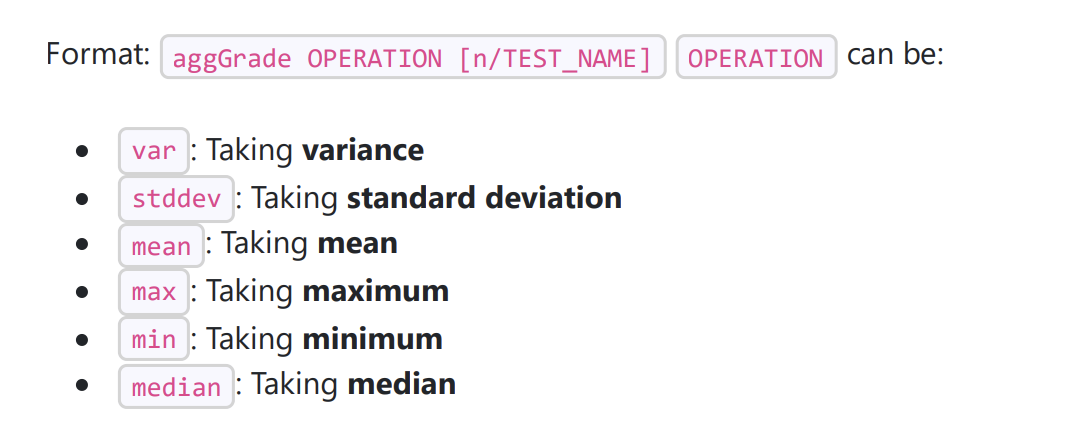 Format: aggGrade OPERATION [n/TEST_NAME] OPERATION can be:
var: Taking variance
stddev: Taking standard deviation
mean: Taking mean
max: Taking maximum
min: Taking minimum
median: Taking median